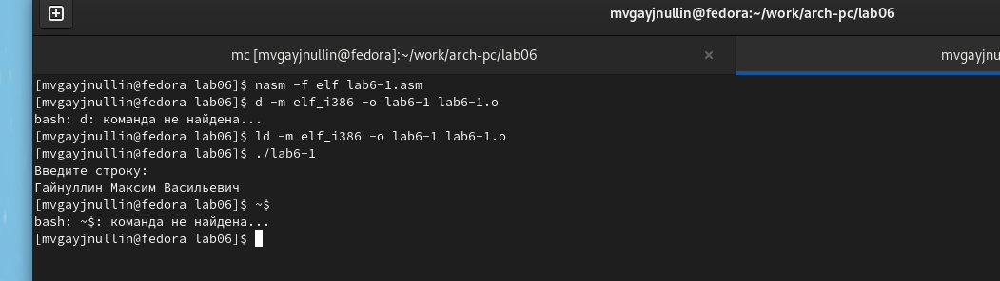 mvgayjnullin@fedora:~/work/arch-pc/lab06
mc [mvgayjnullin@fedora]:~/work/arch-pc/lab06 ×
mvgayjnu
[mvgayjnullin@fedora lab06]$ nasm -f elf lab6-1.asm
[mvgayjnullin@fedora lab06]$ d -m elf_i386 -o lab6-1 lab6-1.o
bash: d: команда не найдена...
[mvgayjnullin@fedora lab06]$ ld -m elf_i386 -o lab6-1 lab6-1.o
[mvgayjnullin@fedora lab06]$ ./lab6-1
Введите строку:
Гайнуллин Максим Васильевич
[mvgayjnullin@fedora lab06]$ ~$
bash: ~$: команда не найдена...
[mvgayjnullin@fedora lab06]$